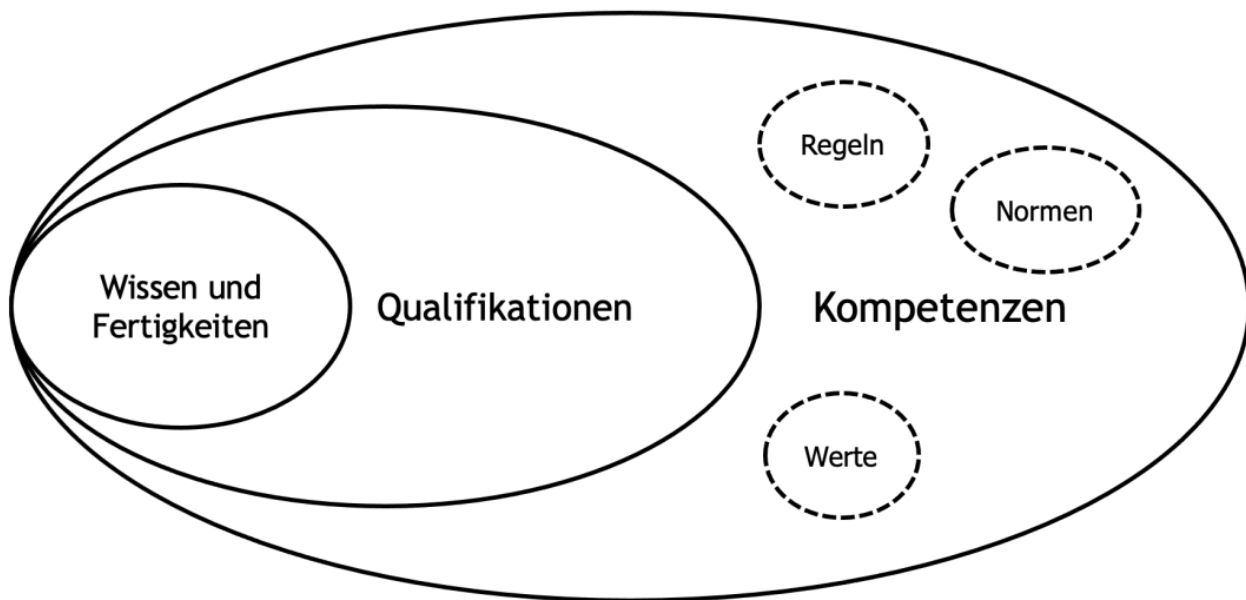 Regeln
Normen
Wissen und
Fertigkeiten
Qualifikationen
Kompetenzen
Werte